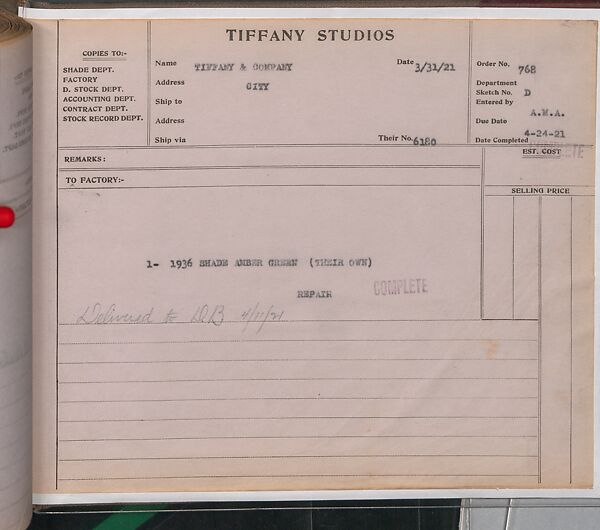 TIFFANY STUDIOS
COPIES TO:-
SHADE DEPT.
FACTORY
D. STOCK DEPT.
ACCOUNTING DEPT.
CONTRACT DEPT.
STOCK RECORD DEPT.
Name TIFFANY & COMPANY Date 3/31/21
Address CITY
Ship to
Address
Ship via Their No. 6180
Order No. 768
Department
Sketch No. D
Entered by A.M.A.
Due Date 4-24-21
Date Completed
REMARKS:
EST. COST
TO FACTORY:-
SELLING PRICE
1- 1936 SHADE AMBER GREEN (THEIR OWN)
REPAIR COMPLETE
Delivered to DB 4/11/21